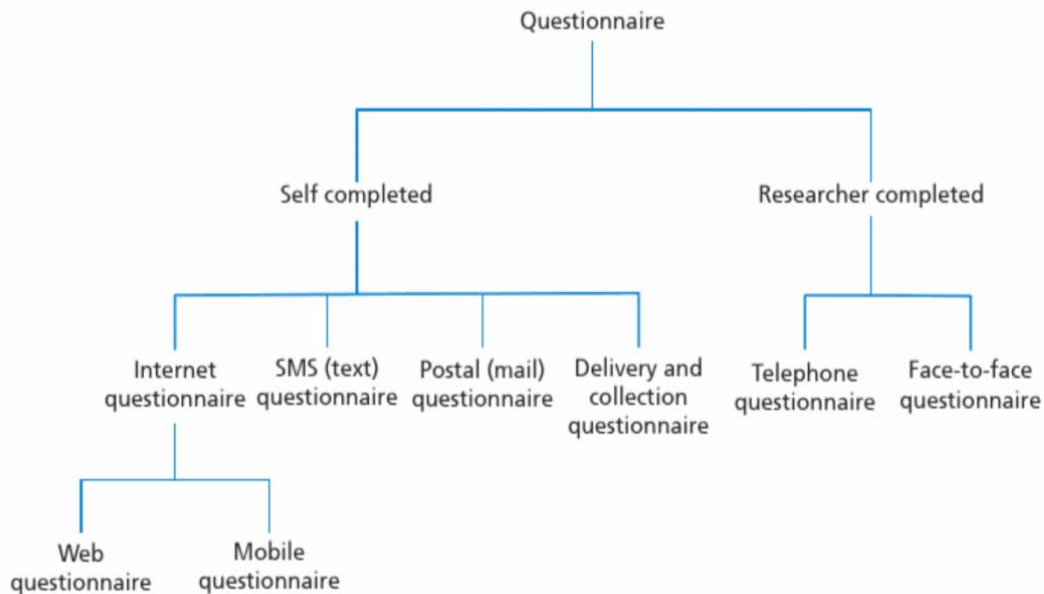 Questionnaire
Self completed
Researcher completed
Internet
questionnaire
SMS (text)
questionnaire
Postal (mail)
questionnaire
Delivery and
collection
questionnaire
Telephone
questionnaire
Face-to-face
questionnaire
Web
questionnaire
Mobile
questionnaire